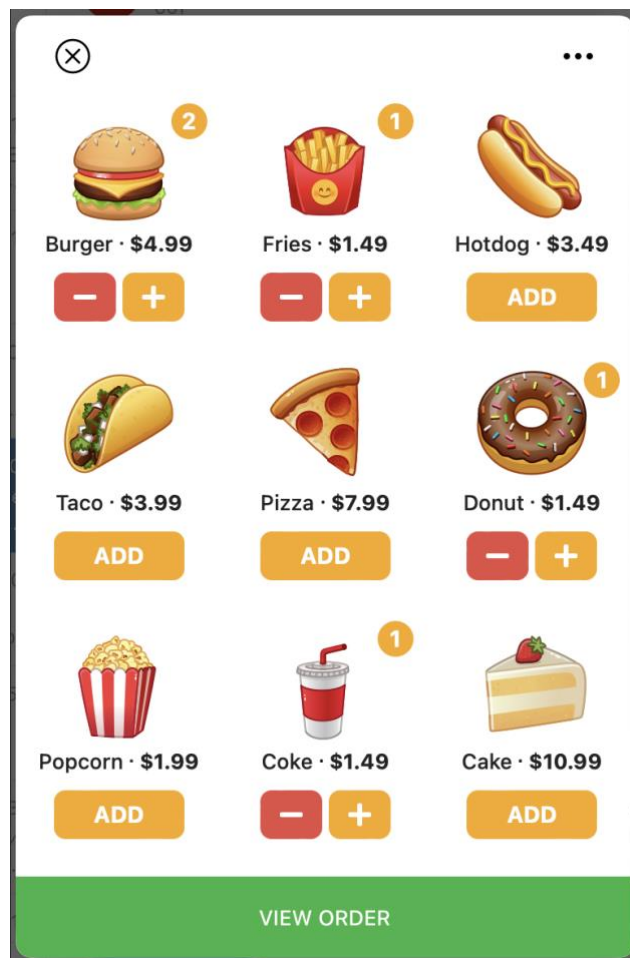 2
1
Burger · $4.99
Fries · $1.49
Hotdog · $3.49
− +
− +
ADD
1
Taco · $3.99
Pizza · $7.99
Donut · $1.49
ADD
ADD
− +
1
Popcorn · $1.99
Coke · $1.49
Cake · $10.99
ADD
− +
ADD
VIEW ORDER